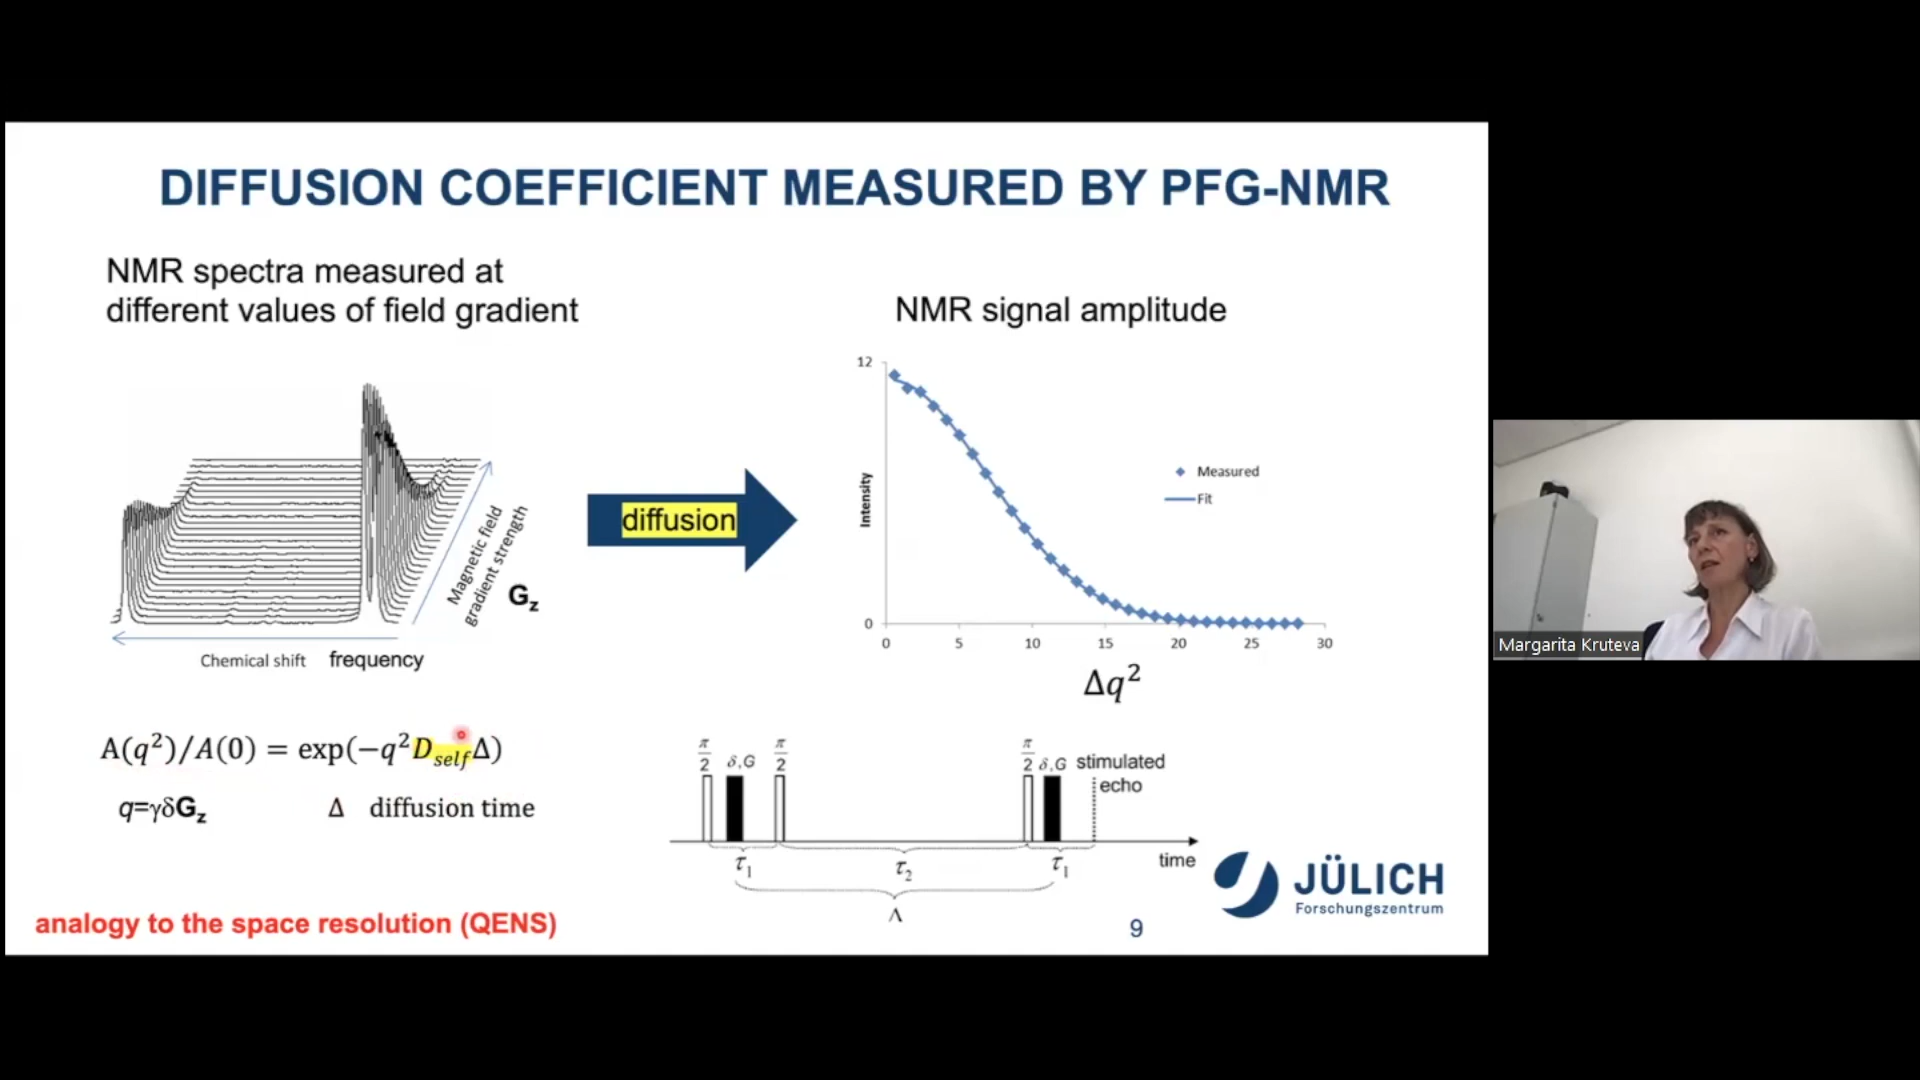 DIFFUSION COEFFICIENT MEASURED BY PFG-NMR
NMR spectra measured at
different values of field gradient
Magnetic field
gradient strength
G_z
Chemical shift frequency
diffusion
NMR signal amplitude
12
Intensity
0
0 5 10 15 20 25 30
Measured
Fit
Δq²
A(q²)/A(0) = exp(−q²D_selfΔ)
q=γδG_z Δ diffusion time
π/2 δ,G π/2 π/2 δ,G stimulated
echo
τ₁ τ₂ τ₁ time
Λ
analogy to the space resolution (QENS)
9
JÜLICH
Forschungszentrum
Margarita Kruteva